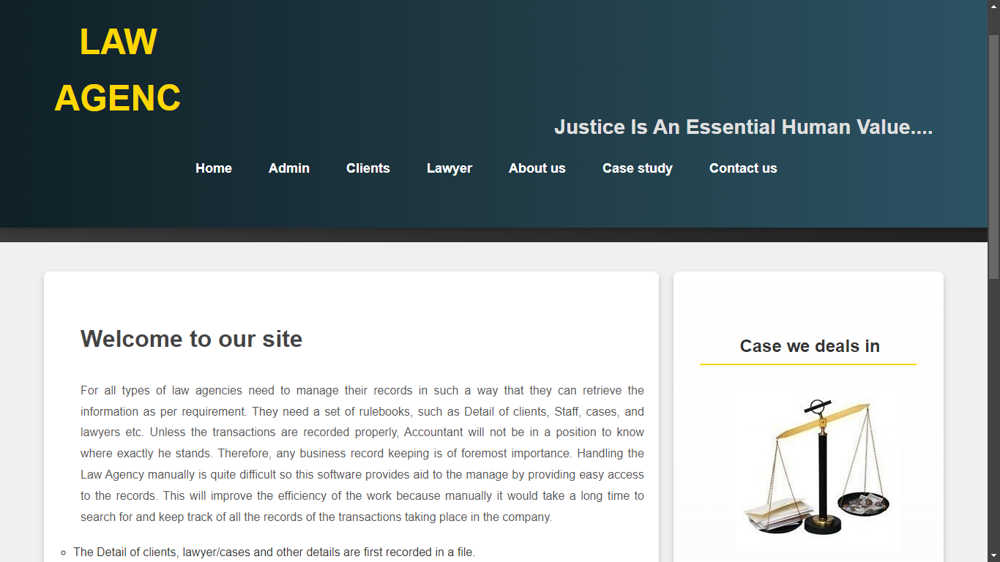 LAW
AGENC
Justice Is An Essential Human Value....
Home Admin Clients Lawyer About us Case study Contact us
Welcome to our site
For all types of law agencies need to manage their records in such a way that they can retrieve the
information as per requirement. They need a set of rulebooks, such as Detail of clients, Staff, cases, and
lawyers etc. Unless the transactions are recorded properly, Accountant will not be in a position to know
where exactly he stands. Therefore, any business record keeping is of foremost importance. Handling the
Law Agency manually is quite difficult so this software provides aid to the manage by providing easy access
to the records. This will improve the efficiency of the work because manually it would take a long time to
search for and keep track of all the records of the transactions taking place in the company.
The Detail of clients, lawyer/cases and other details are first recorded in a file.
Case we deals in